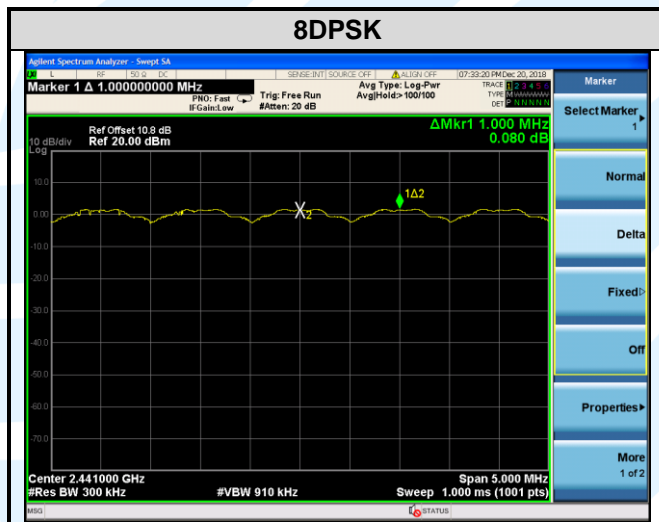 8DPSK
Agilent Spectrum Analyzer - Swept SA
LXI L RF 50 Ω DC SENSE:INT SOURCE OFF ALIGN OFF 07:33:20 PM Dec 20, 2018
Marker 1 Δ 1.000000000 MHz
PNO: Fast
IFGain:Low
Trig: Free Run
#Atten: 20 dB
Avg Type: Log-Pwr
Avg|Hold:>100/100
TRACE 1 2 3 4 5 6
TYPE MWWWWW
DET P NNNNN
Marker
Select Marker
1
Normal
Delta
Fixed
Off
Properties
More
1 of 2
Ref Offset 10.8 dB
10 dB/div Ref 20.00 dBm
Log
ΔMkr1 1.000 MHz
0.080 dB
10.0
0.00
-10.0
-20.0
-30.0
-40.0
-50.0
-60.0
-70.0
1Δ2
2
Center 2.441000 GHz Span 5.000 MHz
#Res BW 300 kHz #VBW 910 kHz Sweep 1.000 ms (1001 pts)
MSG STATUS